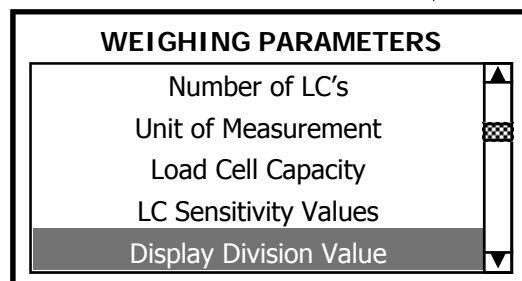 WEIGHING PARAMETERS
Number of LC’s
Unit of Measurement
Load Cell Capacity
LC Sensitivity Values
Display Division Value